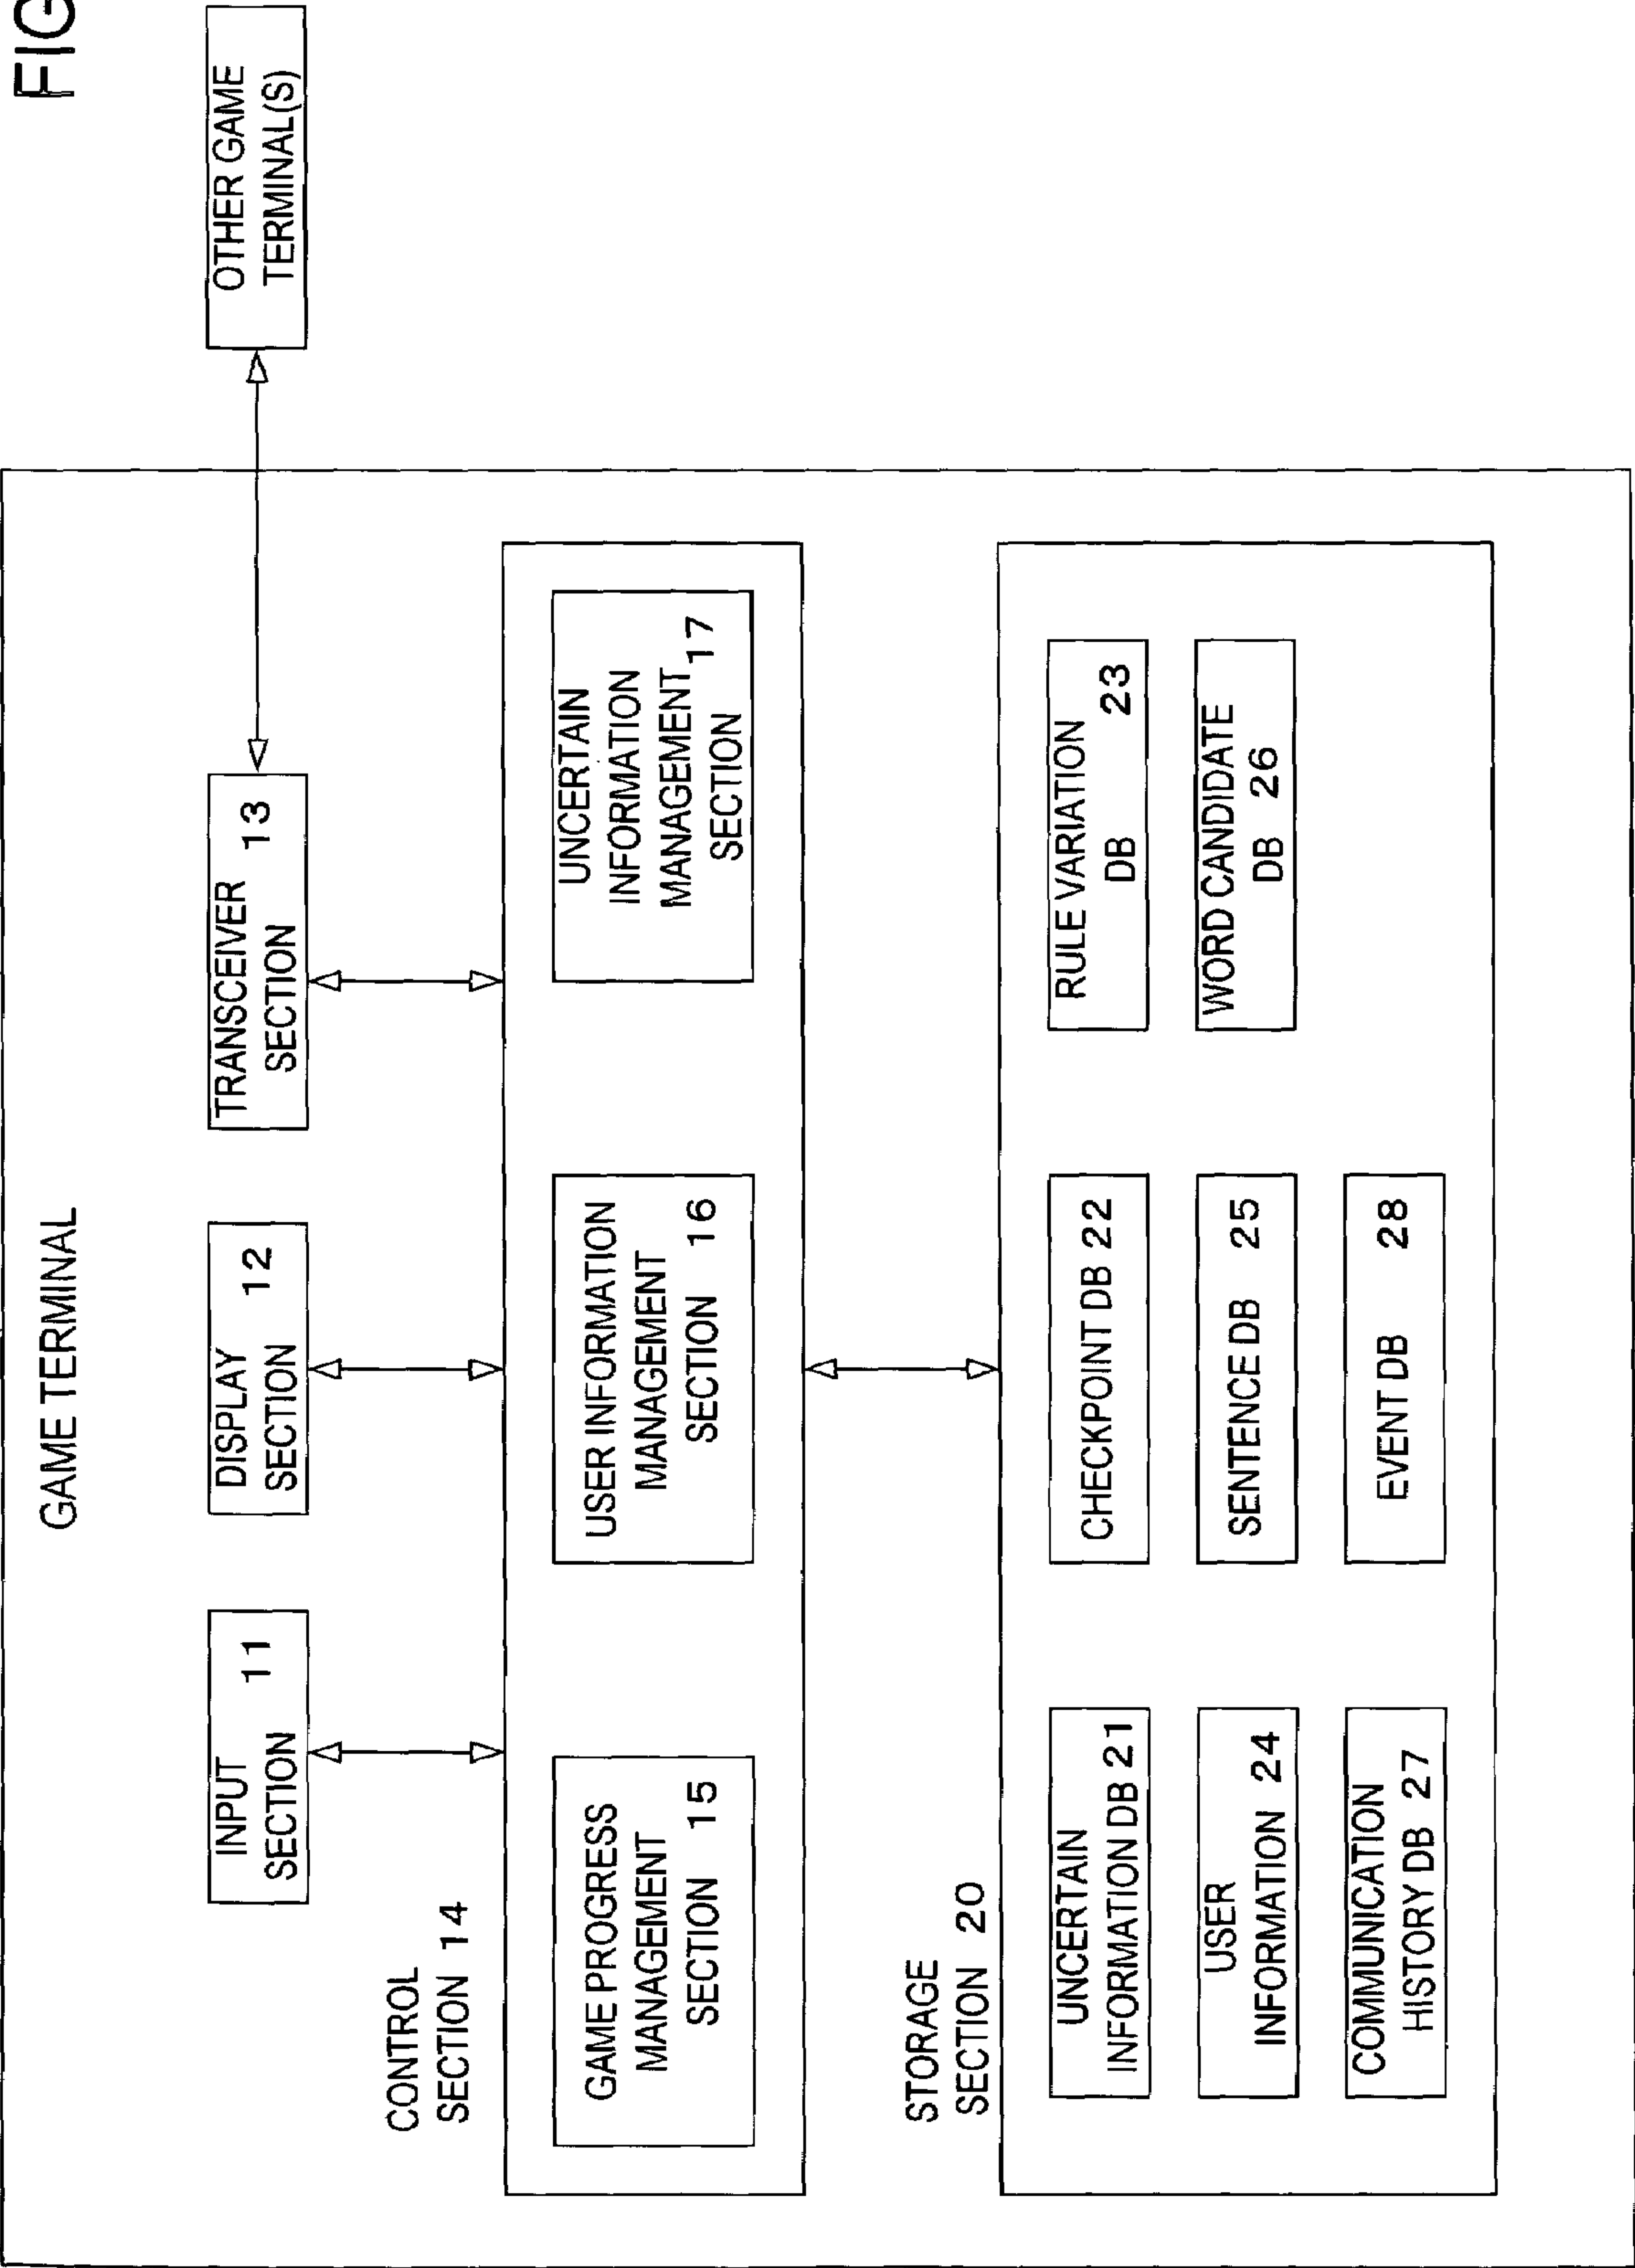 FIG
GAME TERMINAL
INPUT 11
SECTION
DISPLAY 12
SECTION
TRANSCEIVER 13
SECTION
OTHER GAME
TERMINAL(S)
CONTROL
SECTION 14
GAME PROGRESS
MANAGEMENT
SECTION 15
USER INFORMATION
MANAGEMENT
SECTION 16
UNCERTAIN
INFORMATION
MANAGEMENT 17
SECTION
STORAGE
SECTION 20
UNCERTAIN
INFORMATION DB 21
CHECKPOINT DB 22
RULE VARIATION
DB 23
USER
INFORMATION 24
SENTENCE DB 25
WORD CANDIDATE
DB 26
COMMUNICATION
HISTORY DB 27
EVENT DB 28